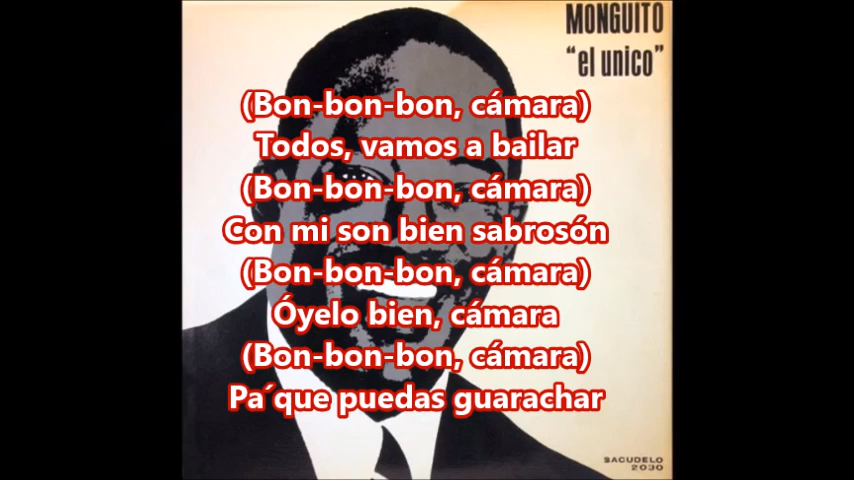 MONGUITO
"el unico"
(Bon-bon-bon, cámara)
Todos, vamos a bailar
(Bon-bon-bon, cámara)
Con mi son bien sabrosón
(Bon-bon-bon, cámara)
Óyelo bien, cámara
(Bon-bon-bon, cámara)
Pa´que puedas guarachar
SACUDELO
2030